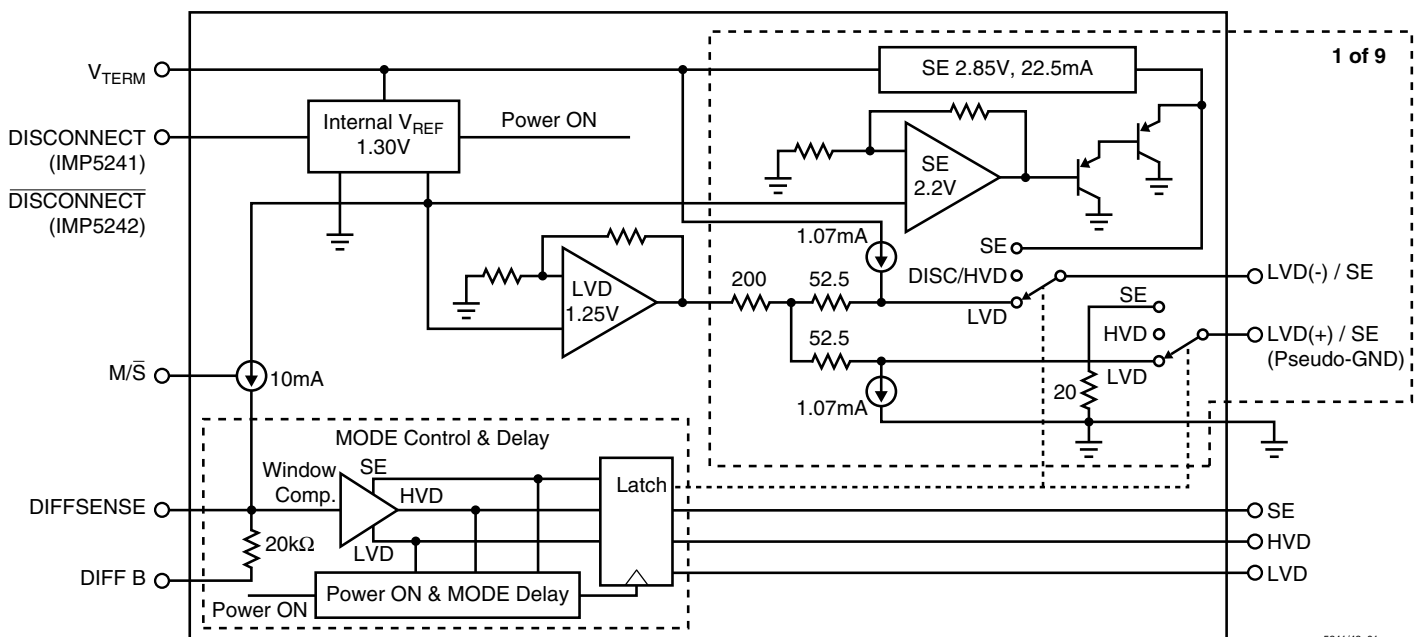 1 of 9
V_TERM
SE 2.85V, 22.5mA
DISCONNECT
(IMP5241)
Internal V_REF
1.30V
Power ON
DISCONNECT
(IMP5242)
SE
2.2V
1.07mA
SE
DISC/HVD
LVD
LVD(-) / SE
LVD
1.25V
200
52.5
52.5
SE
HVD
LVD
LVD(+) / SE
(Pseudo-GND)
M/S̅
10mA
1.07mA
20
MODE Control & Delay
Window
Comp.
SE
HVD
LVD
Latch
DIFFSENSE
20kΩ
DIFF B
Power ON
Power ON & MODE Delay
SE
HVD
LVD